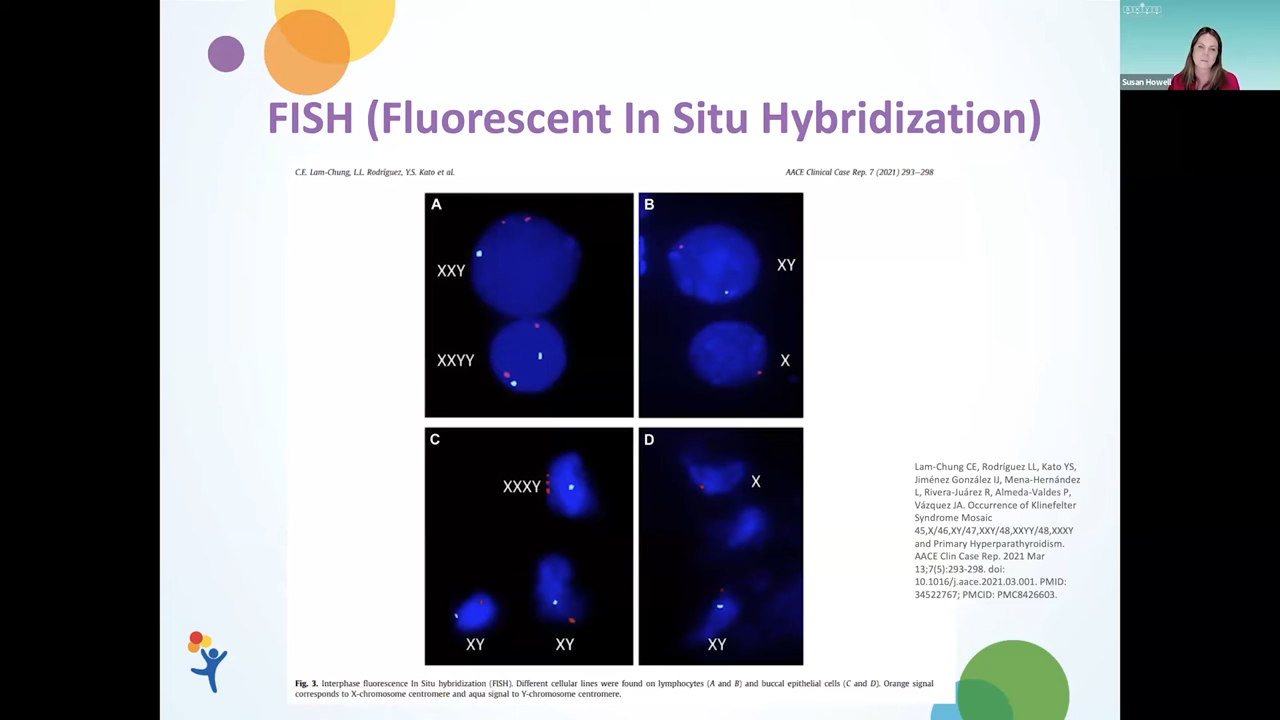 FISH (Fluorescent In Situ Hybridization)
C.E. Lam-Chung, L.L. Rodríguez, Y.S. Kato et al.
AACE Clinical Case Rep. 7 (2021) 293–298
A
XXY
XXYY
B
XY
X
C
XXXY
XY
XY
D
X
XY
Lam-Chung CE, Rodríguez LL, Kato YS,
Jiménez González IJ, Mena-Hernández
L, Rivera-Juárez R, Almeda-Valdes P,
Vázquez JA. Occurrence of Klinefelter
Syndrome Mosaic
45,X/46,XY/47,XXY/48,XXYY/48,XXXY
and Primary Hyperparathyroidism.
AACE Clin Case Rep. 2021 Mar
13;7(5):293-298. doi:
10.1016/j.aace.2021.03.001. PMID:
34522767; PMCID: PMC8426603.
Fig. 3. Interphase fluorescence In Situ hybridization (FISH). Different cellular lines were found on lymphocytes (A and B) and buccal epithelial cells (C and D). Orange signal
corresponds to X-chromosome centromere and aqua signal to Y-chromosome centromere.
Susan Howell